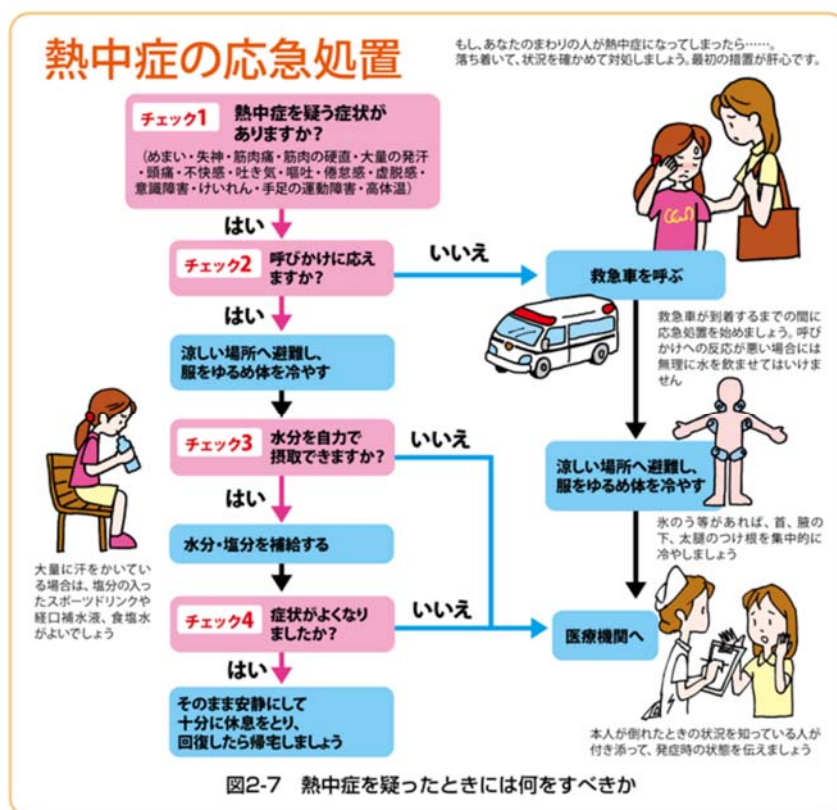 熱中症の応急処置
もし、あなたのまわりの人が熱中症になってしまったら……。
落ち着いて、状況を確かめて対処しましょう。最初の措置が肝心です。
チェック1
熱中症を疑う症状が
ありますか?
(めまい・失神・筋肉痛・筋肉の硬直・大量の発汗
・頭痛・不快感・吐き気・嘔吐・倦怠感・虚脱感・
意識障害・けいれん・手足の運動障害・高体温)
はい
チェック2
呼びかけに応え
ますか?
いいえ
救急車を呼ぶ
救急車が到着するまでの間に
応急処置を始めましょう。呼び
かけへの反応が悪い場合には
無理に水を飲ませてはいけま
せん
はい
涼しい場所へ避難し、
服をゆるめ体を冷やす
チェック3
水分を自力で
摂取できますか?
いいえ
涼しい場所へ避難し、
服をゆるめ体を冷やす
氷のう等があれば、首、腋の
下、太腿のつけ根を集中的に
冷やしましょう
はい
水分・塩分を補給する
大量に汗をかいてい
る場合は、塩分の入っ
たスポーツドリンクや
経口補水液、食塩水
がよいでしょう
チェック4
症状がよくなり
ましたか?
いいえ
医療機関へ
はい
そのまま安静にして
十分に休息をとり、
回復したら帰宅しましょう
本人が倒れたときの状況を知っている人が
付き添って、発症時の状態を伝えましょう
図2-7 熱中症を疑ったときには何をすべきか